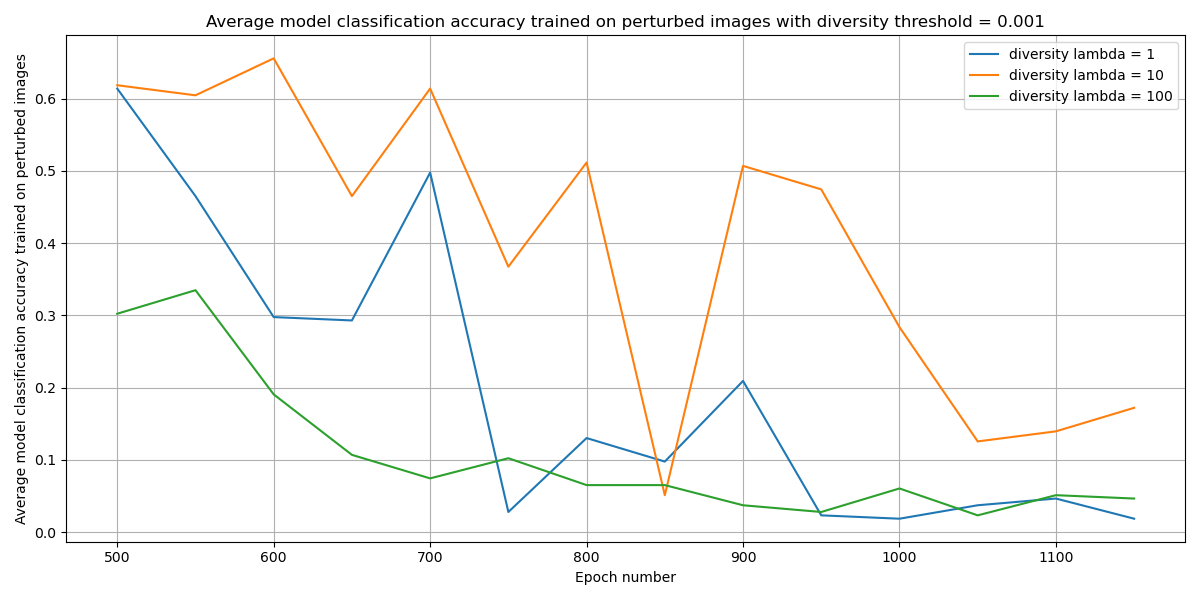 Average model classification accuracy trained on perturbed images with diversity threshold = 0.001
Average model classification accuracy trained on perturbed images
0.6
0.5
0.4
0.3
0.2
0.1
0.0
diversity lambda = 1
diversity lambda = 10
diversity lambda = 100
500
600
700
800
900
1000
1100
Epoch number